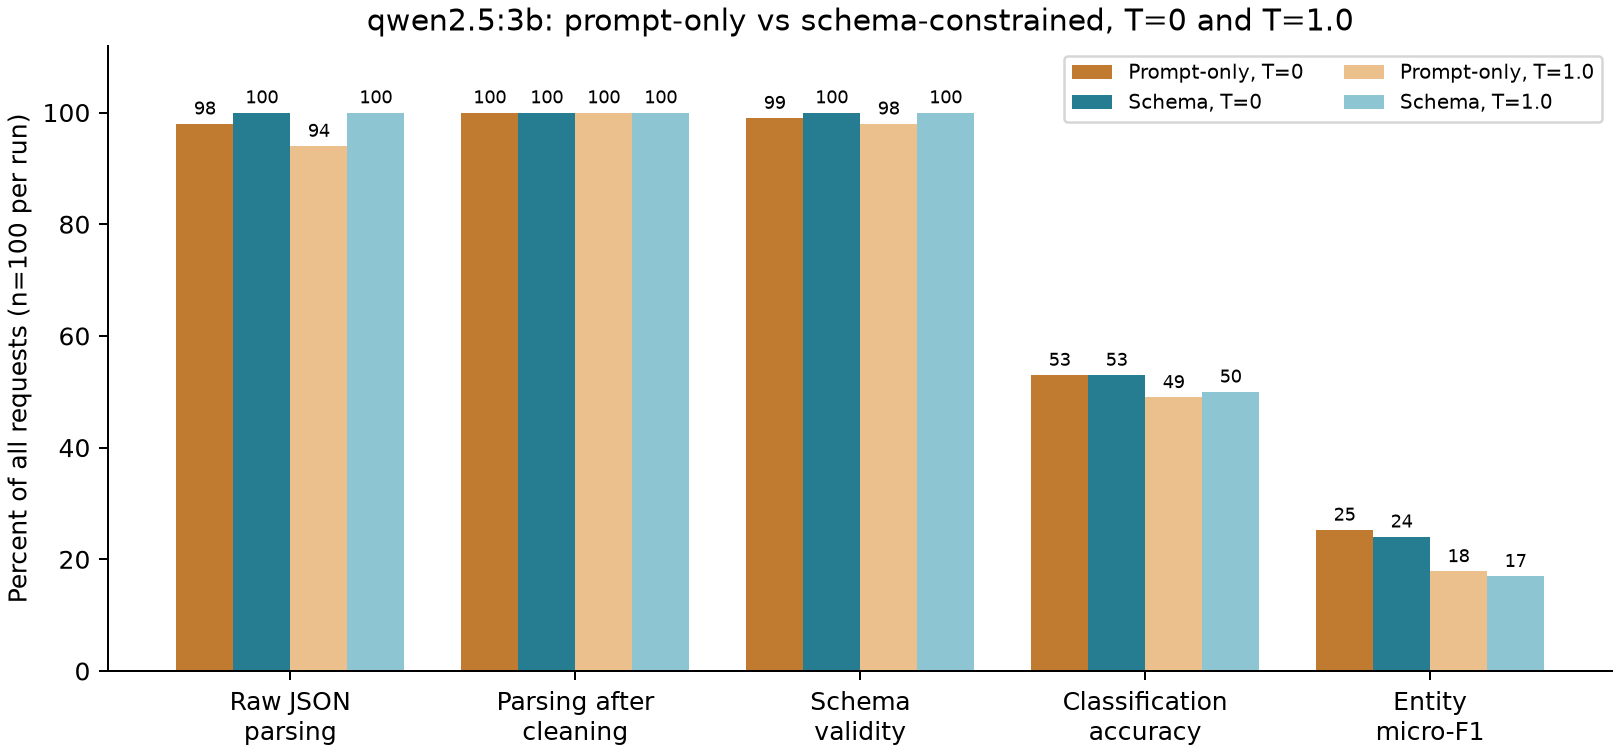 qwen2.5:3b: prompt-only vs schema-constrained, T=0 and T=1.0
Prompt-only, T=0
Schema, T=0
Prompt-only, T=1.0
Schema, T=1.0
Percent of all requests (n=100 per run)
100
80
60
40
20
0
98 100 94 100
100 100 100 100
99 100 98 100
53 53 49 50
25 24 18 17
Raw JSON
parsing
Parsing after
cleaning
Schema
validity
Classification
accuracy
Entity
micro-F1